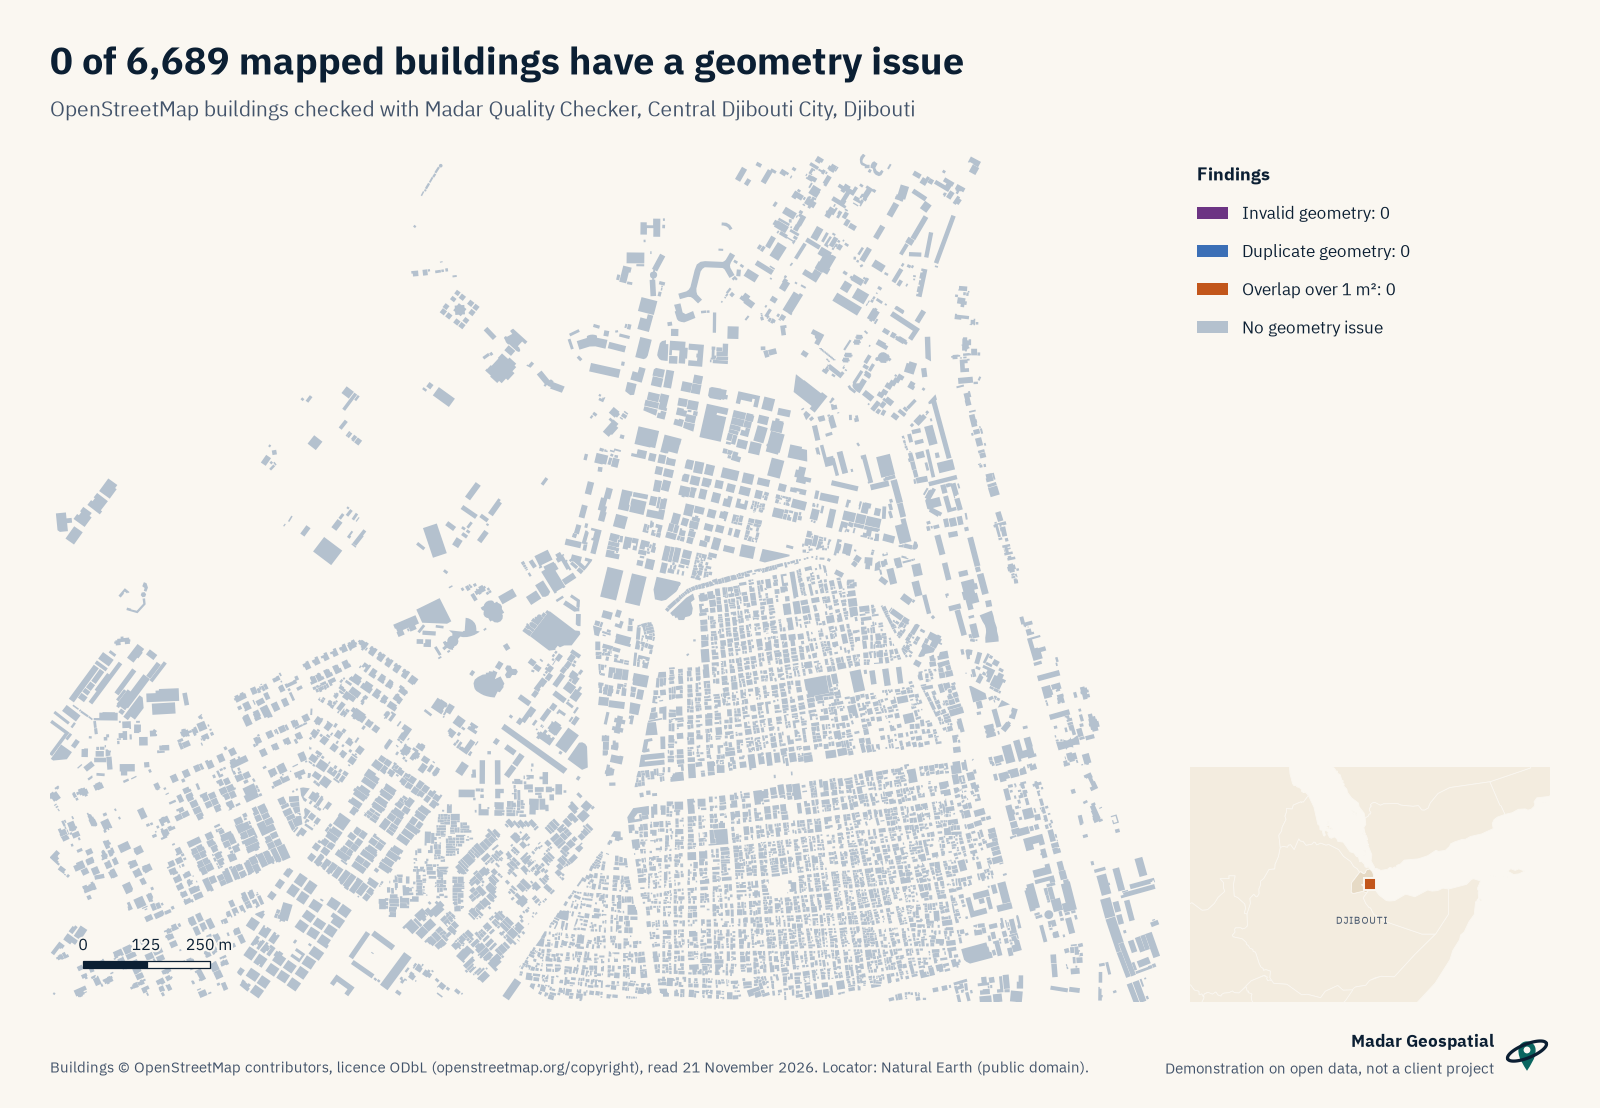 0 of 6,689 mapped buildings have a geometry issue
OpenStreetMap buildings checked with Madar Quality Checker, Central Djibouti City, Djibouti
Findings
Invalid geometry: 0
Duplicate geometry: 0
Overlap over 1 m²: 0
No geometry issue
0 125 250 m
DJIBOUTI
Madar Geospatial
Buildings © OpenStreetMap contributors, licence ODbL (openstreetmap.org/copyright), read 21 November 2026. Locator: Natural Earth (public domain).
Demonstration on open data, not a client project